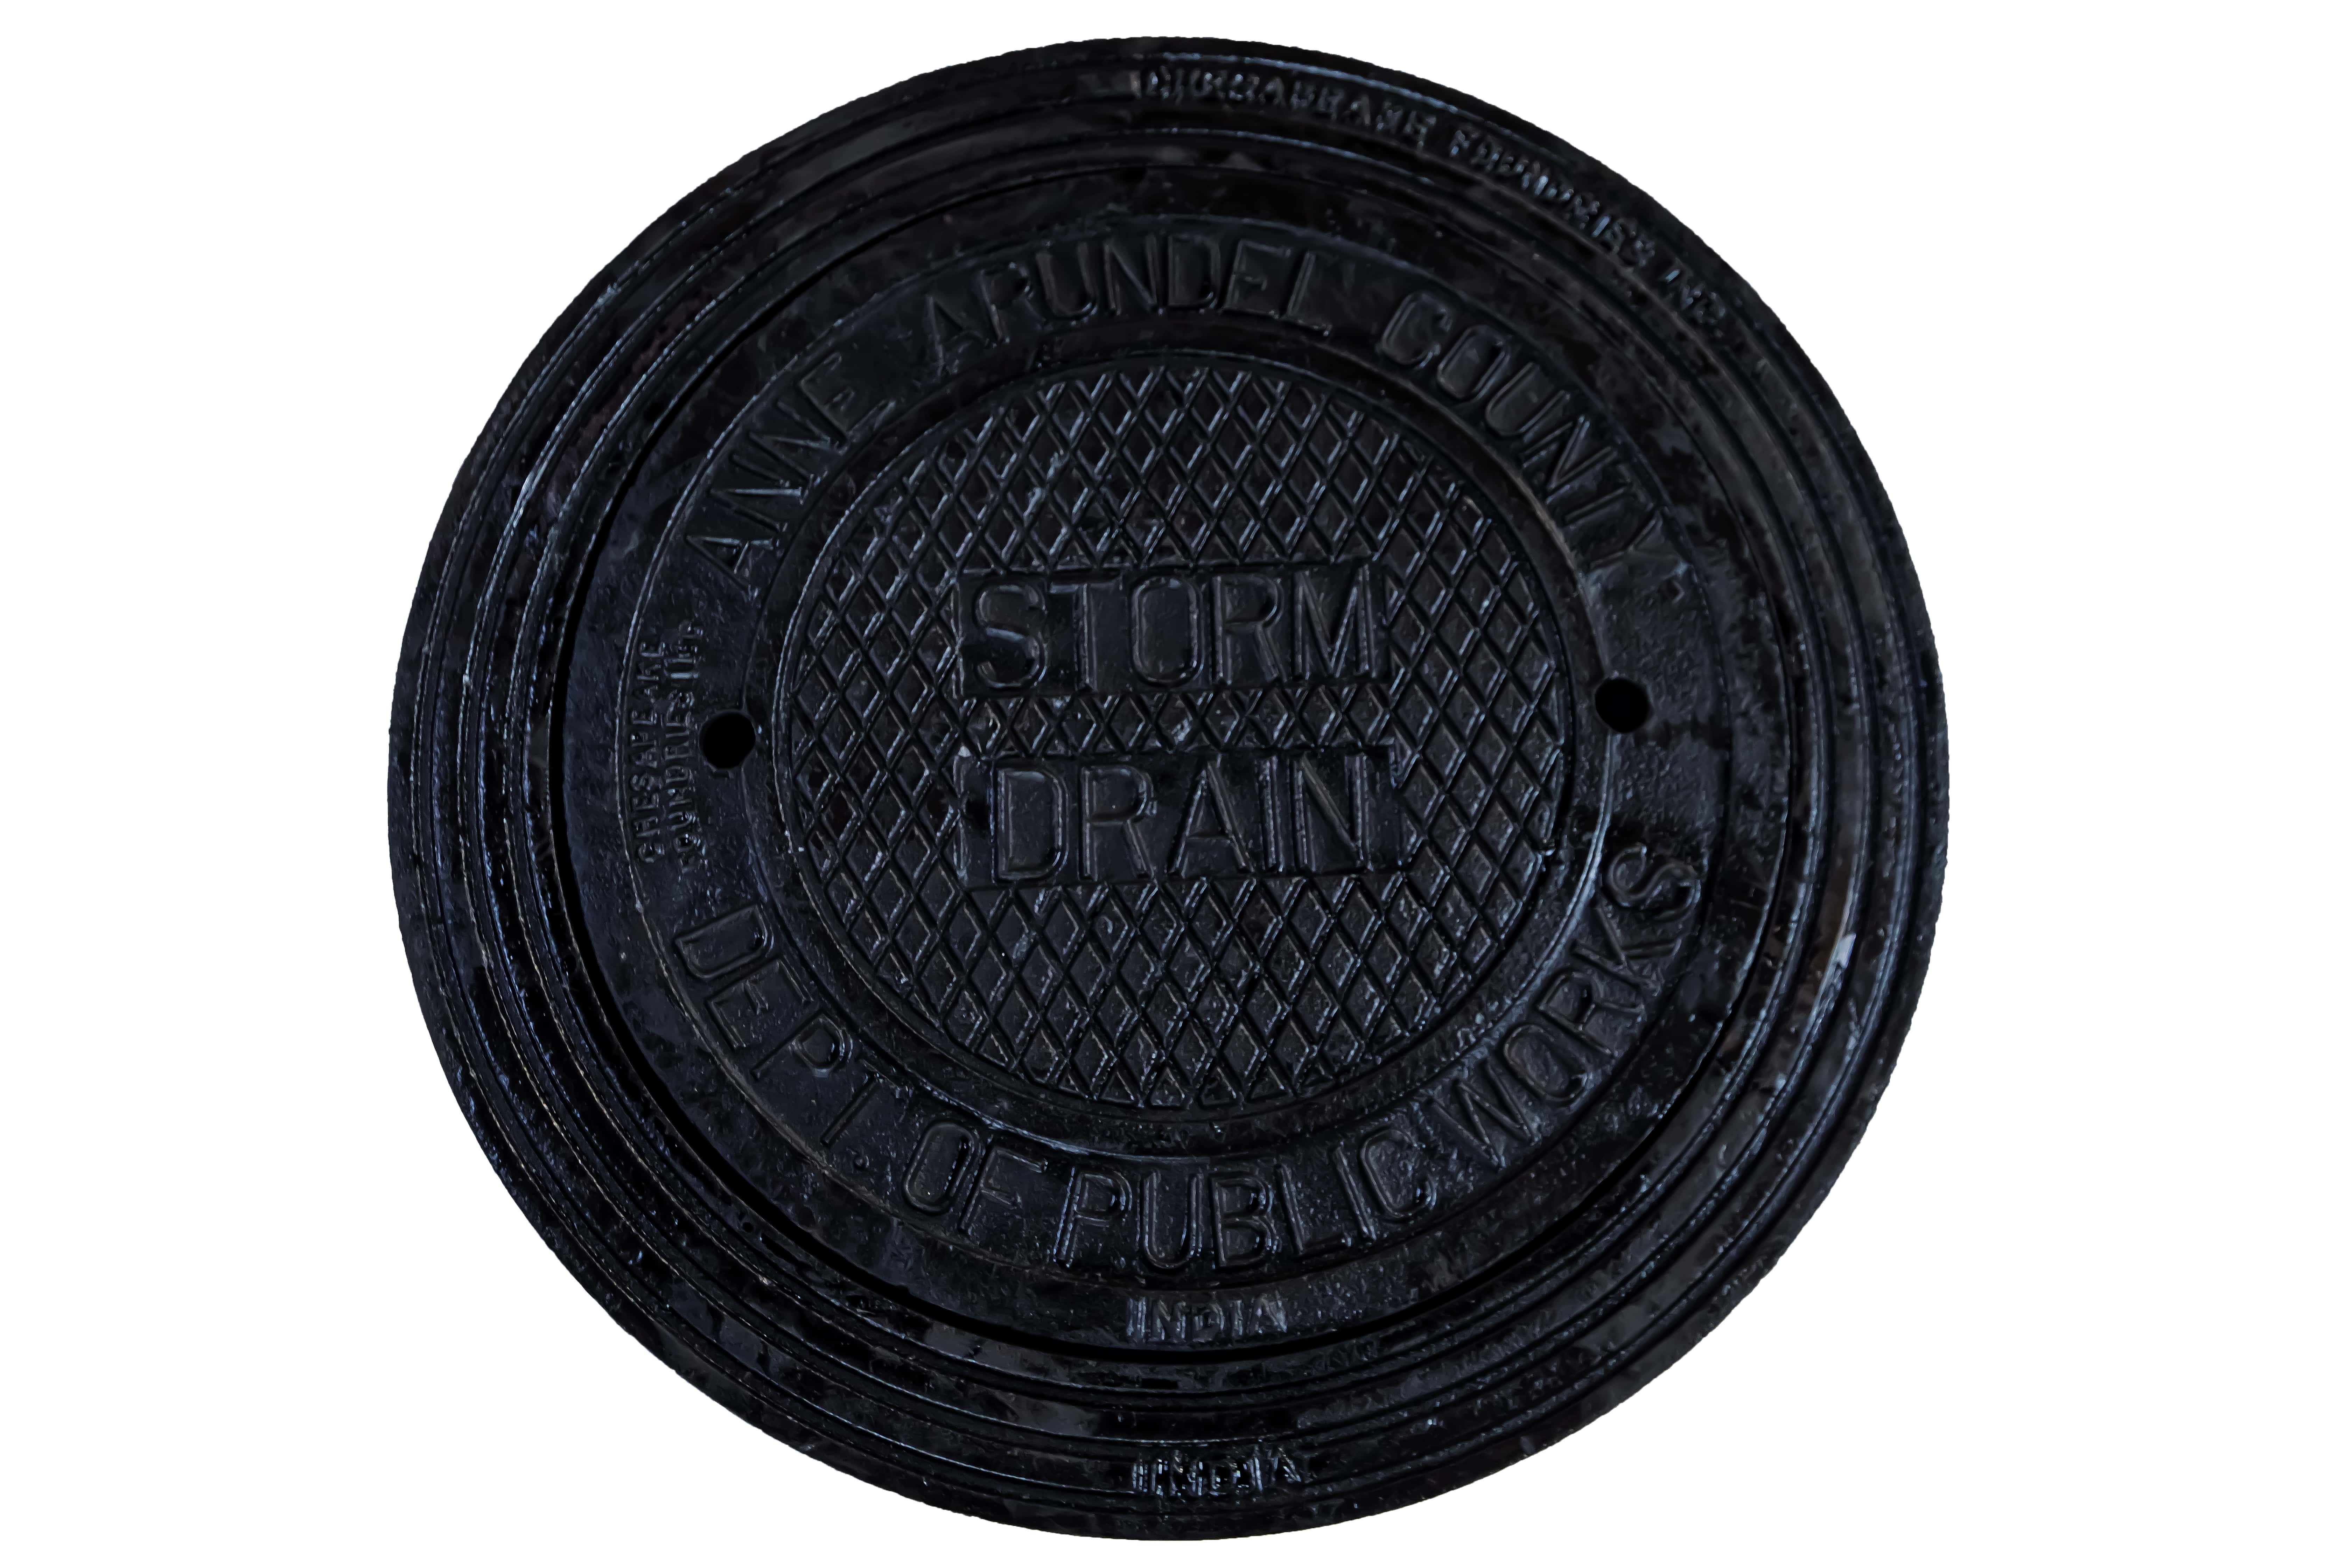 CHESAPEAKE FOUNDRIES INC.
ANNE ARUNDEL COUNTY
STORM
DRAIN
CHESAPEAKE
FOUNDRIES INC
DEPT. OF PUBLIC WORKS
INDIA
INDIA